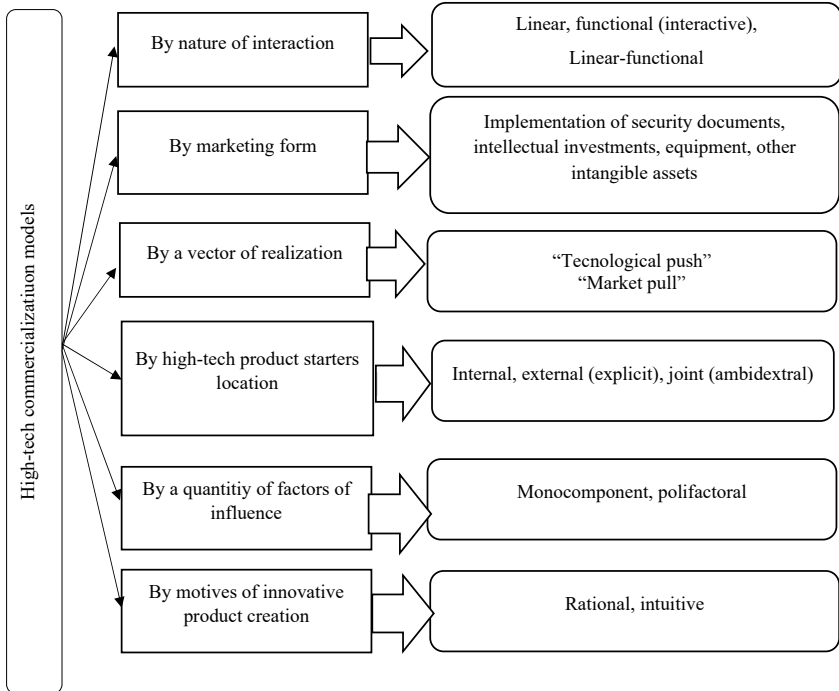 High-tech commercializatiuon models
By nature of interaction
Linear, functional (interactive),
Linear-functional
By marketing form
Implementation of security documents,
intellectual investments, equipment, other
intangible assets
By a vector of realization
“Tecnological push”
“Market pull”
By high-tech product starters
location
Internal, external (explicit), joint (ambidextral)
By a quantitiy of factors of
influence
Monocomponent, polifactoral
By motives of innovative
product creation
Rational, intuitive